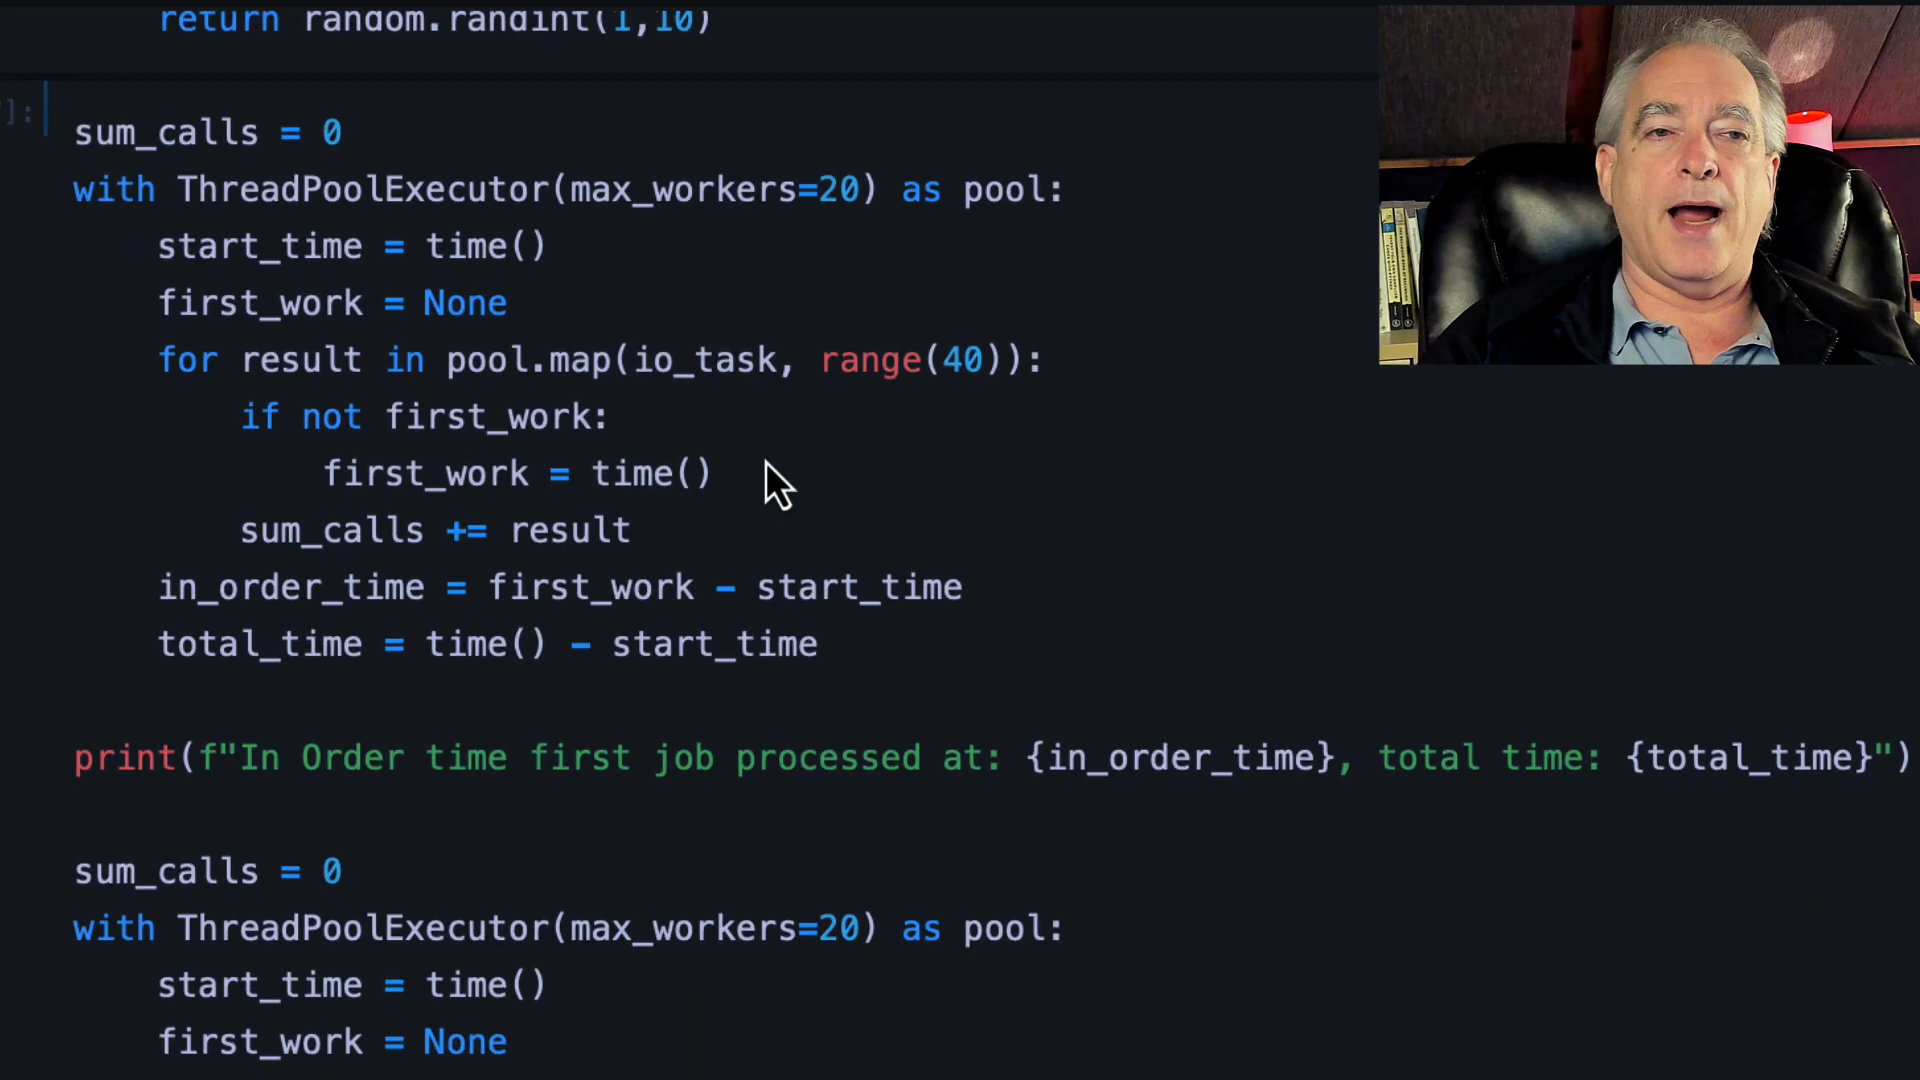 return random.randint(1,10)
]:
sum_calls = 0
with ThreadPoolExecutor(max_workers=20) as pool:
start_time = time()
first_work = None
for result in pool.map(io_task, range(40)):
if not first_work:
first_work = time()
sum_calls += result
in_order_time = first_work - start_time
total_time = time() - start_time
print(f"In Order time first job processed at: {in_order_time}, total time: {total_time}")
sum_calls = 0
with ThreadPoolExecutor(max_workers=20) as pool:
start_time = time()
first_work = None